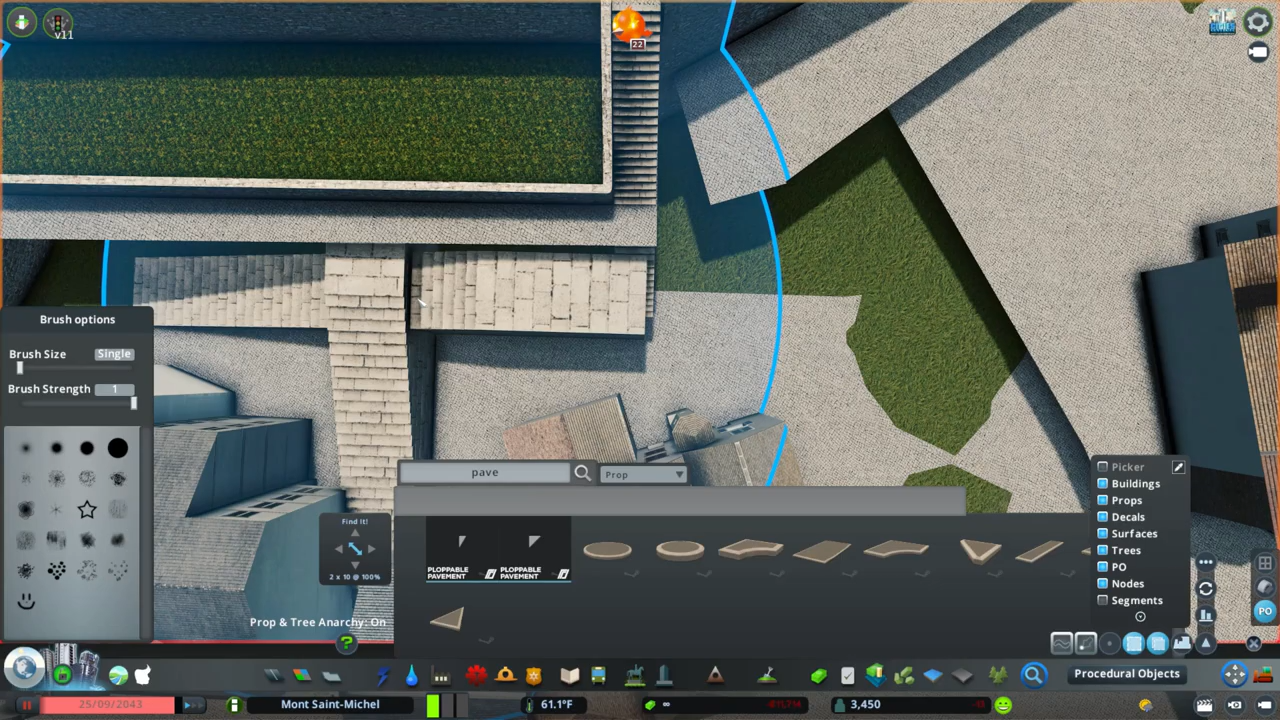 v11
22
Brush options
Brush Size Single
Brush Strength 1
pave
Prop
Find It!
2 x 10 @ 100%
PLOPPABLE PAVEMENT
PLOPPABLE PAVEMENT
Prop & Tree Anarchy: On
Picker
Buildings
Props
Decals
Surfaces
Trees
PO
Nodes
Segments
PO
Procedural Objects
25/09/2043
Mont Saint-Michel
61.1°F
∞
3,450